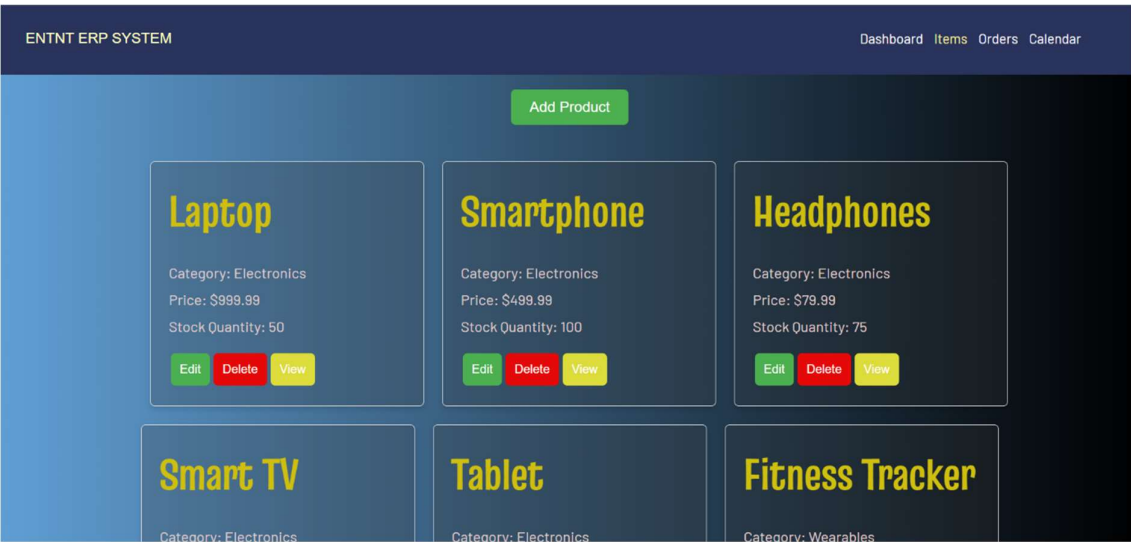 ENTNT ERP SYSTEM
Dashboard Items Orders Calendar
Add Product
Laptop
Category: Electronics
Price: $999.99
Stock Quantity: 50
Edit Delete View
Smartphone
Category: Electronics
Price: $499.99
Stock Quantity: 100
Edit Delete View
Headphones
Category: Electronics
Price: $79.99
Stock Quantity: 75
Edit Delete View
Smart TV
Category: Electronics
Tablet
Category: Electronics
Fitness Tracker
Category: Wearables